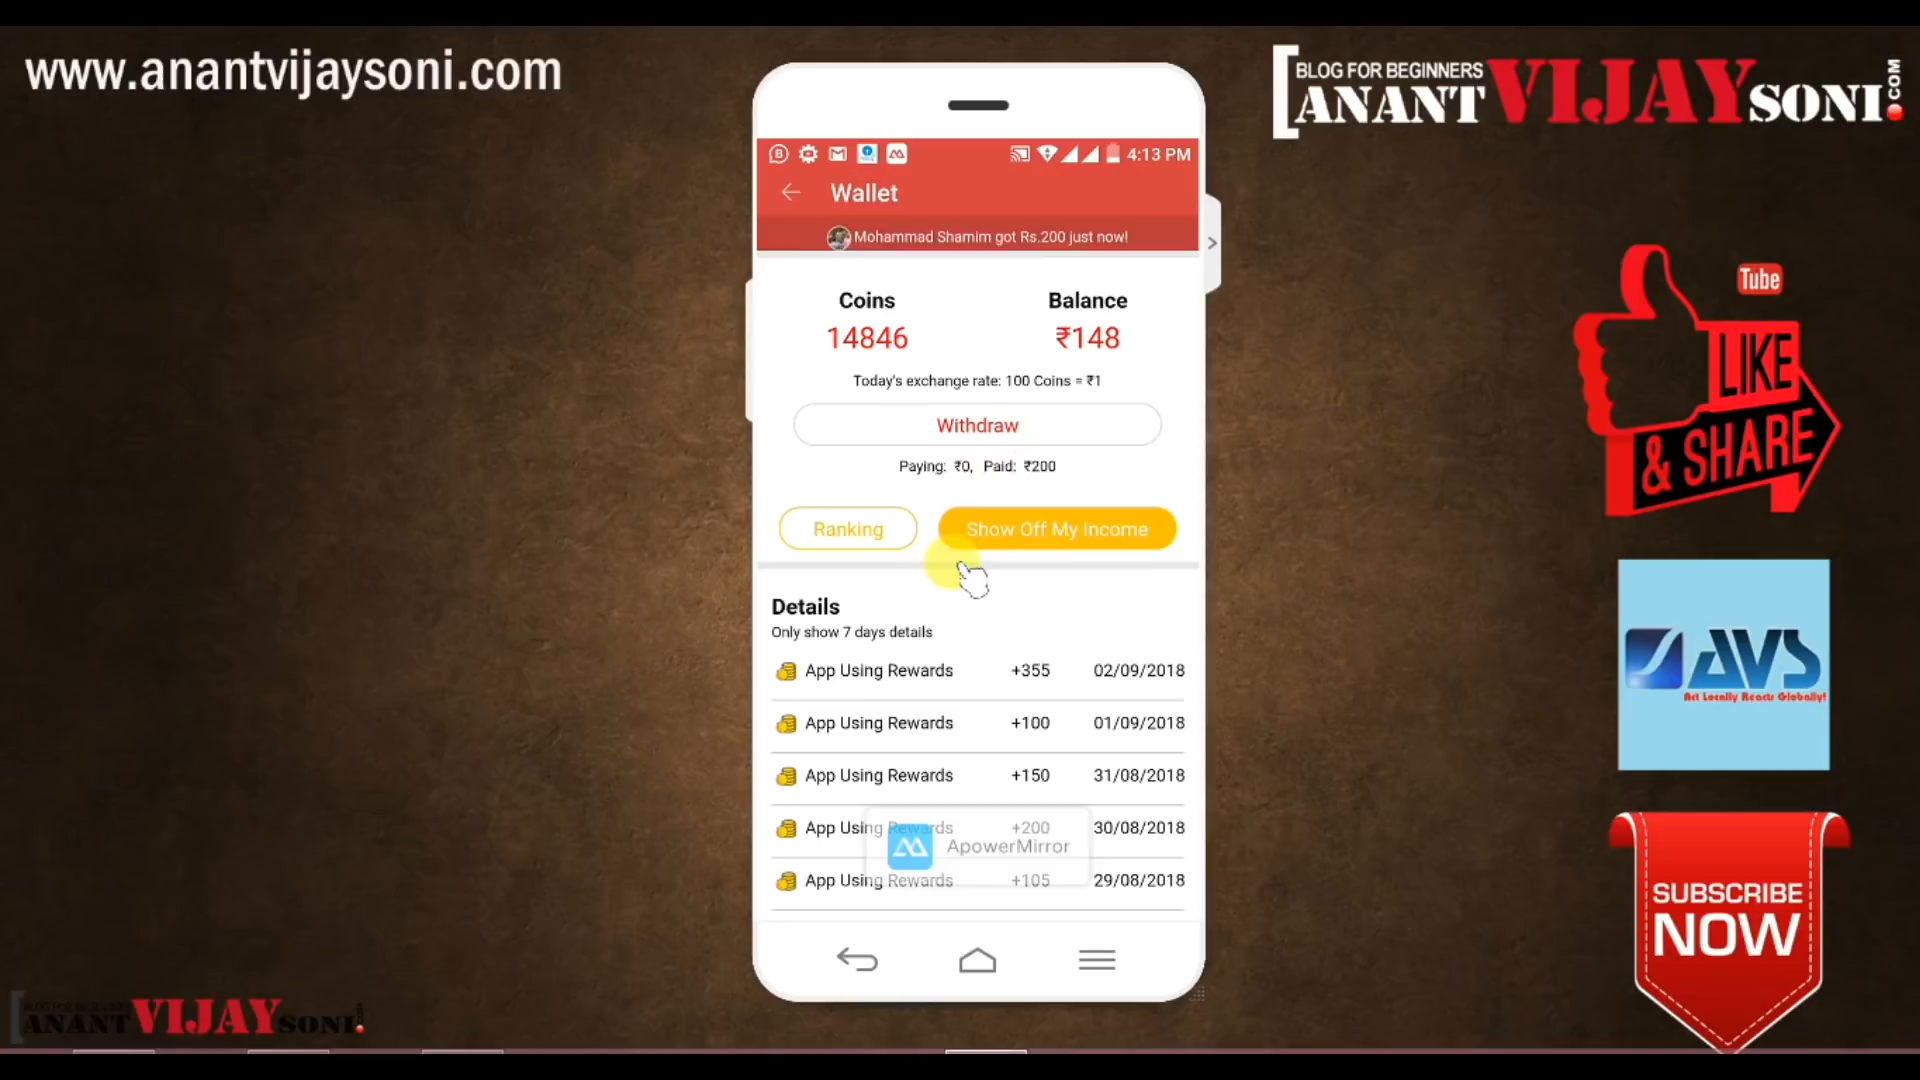 www.anantvijaysoni.com
BLOG FOR BEGINNERS
ANANT VIJAY SONI.COM
4:13 PM
Wallet
Mohammad Shamim got Rs.200 just now!
Coins
Balance
14846
₹148
Today's exchange rate: 100 Coins = ₹1
Withdraw
Paying: ₹0, Paid: ₹200
Ranking
Show Off My Income
Details
Only show 7 days details
App Using Rewards +355 02/09/2018
App Using Rewards +100 01/09/2018
App Using Rewards +150 31/08/2018
App Using Rewards +200 30/08/2018
ApowerMirror
App Using Rewards +105 29/08/2018
Tube
LIKE
& SHARE
AVS
Act Locally Reacts Globally!
SUBSCRIBE
NOW
BLOG FOR BEGINNERS
ANANT VIJAY SONI.